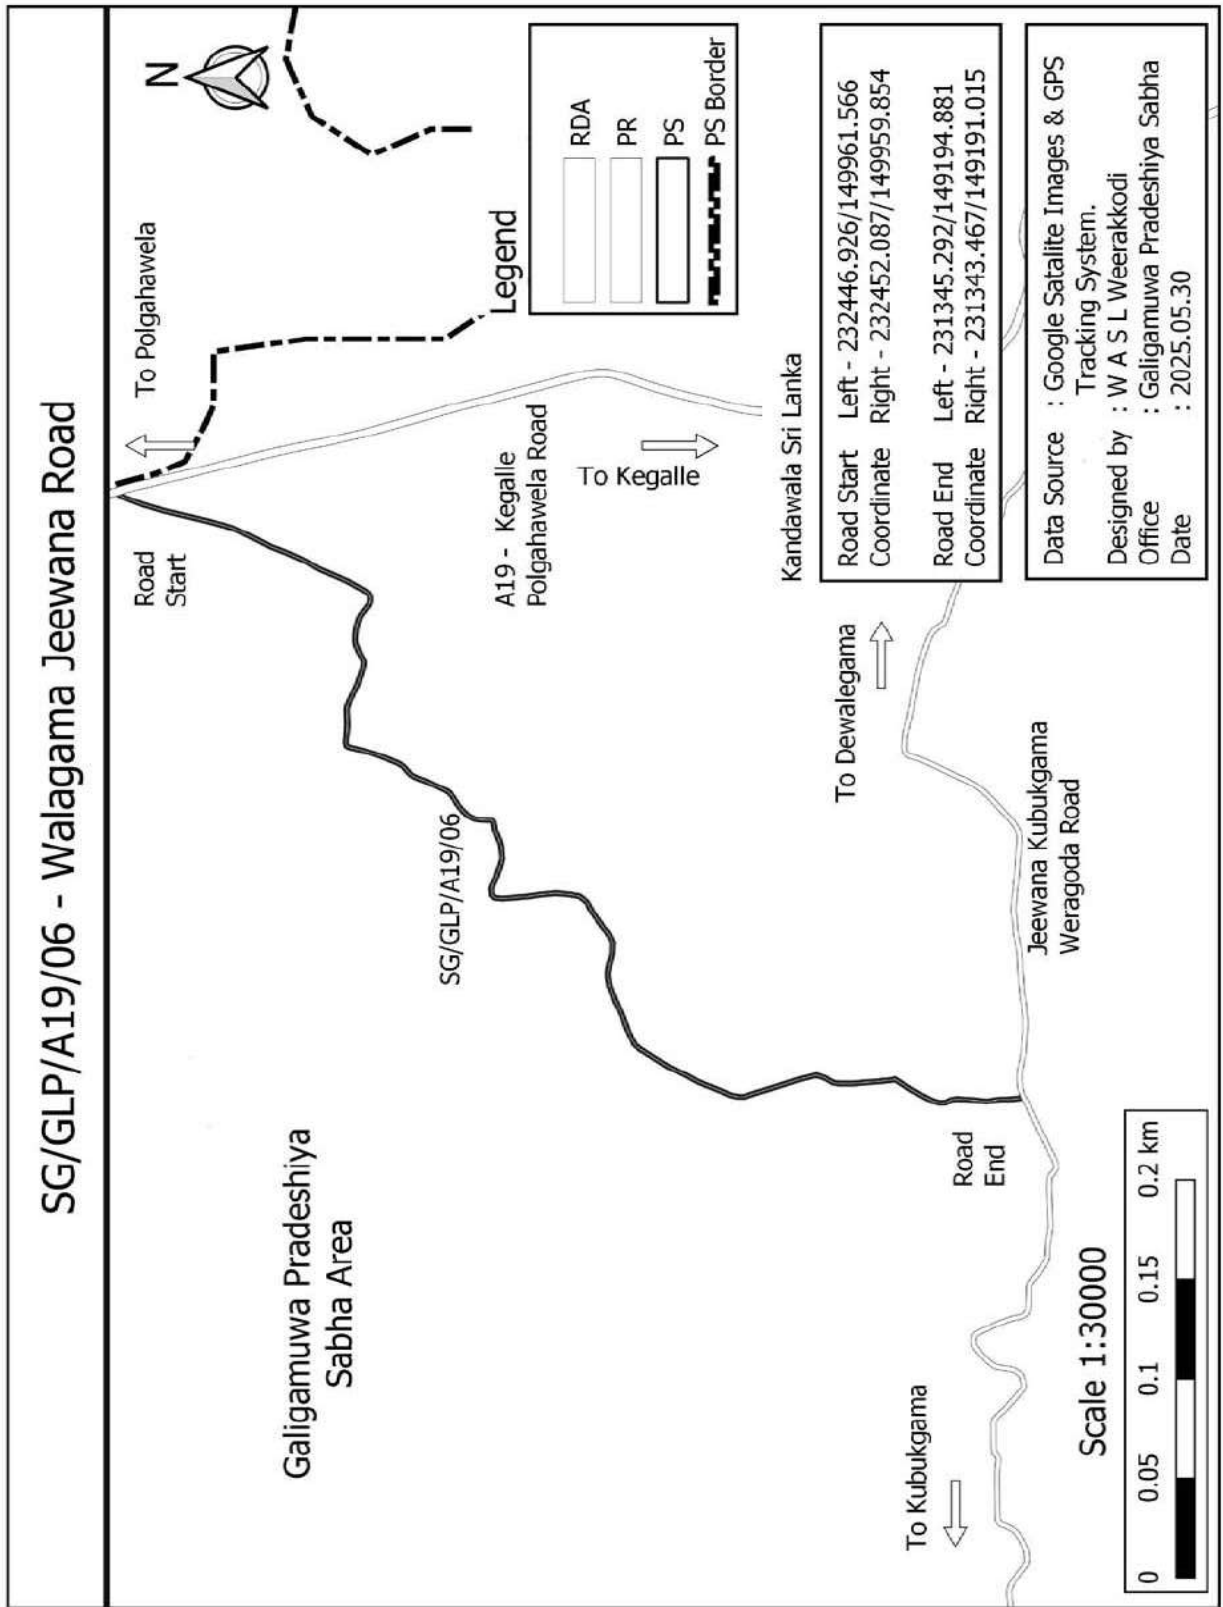 SG/GLP/A19/06 - Walagama Jeewana Road
N
To Polgahawela
Road
Start
Galigamuwa Pradeshiya
Sabha Area
SG/GLP/A19/06
A19 - Kegalle
Polgahawela Road
To Kegalle
Legend
RDA
PR
PS
PS Border
Kandawala Sri Lanka
Road Start Left - 232446.926/149961.566
Coordinate Right - 232452.087/149959.854
Road End Left - 231345.292/149194.881
Coordinate Right - 231343.467/149191.015
To Dewalegama
Jeewana Kubukgama
Weragoda Road
Road
End
To Kubukgama
Scale 1:30000
0 0.05 0.1 0.15 0.2 km
Data Source : Google Satalite Images & GPS
Tracking System.
Designed by : W A S L Weerakkodi
Office : Galigamuwa Pradeshiya Sabha
Date : 2025.05.30